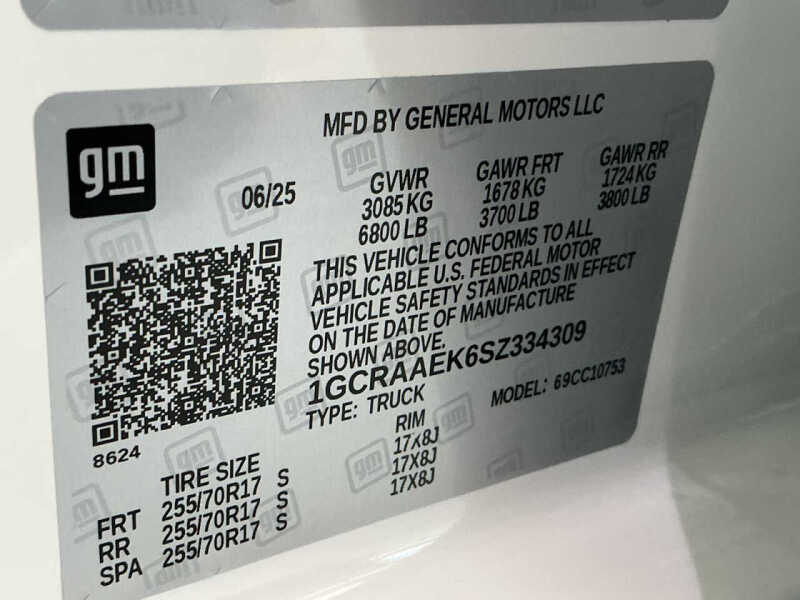 MFD BY GENERAL MOTORS LLC
gm
06/25
GVWR GAWR FRT GAWR RR
3085 KG 1678 KG 1724 KG
6800 LB 3700 LB 3800 LB
THIS VEHICLE CONFORMS TO ALL
APPLICABLE U.S. FEDERAL MOTOR
VEHICLE SAFETY STANDARDS IN EFFECT
ON THE DATE OF MANUFACTURE
SHOWN ABOVE.
1GCRAAEK6SZ334309
TYPE: TRUCK MODEL: 69CC10753
8624
TIRE SIZE RIM
FRT 255/70R17 S 17X8J
RR 255/70R17 S 17X8J
SPA 255/70R17 S 17X8J